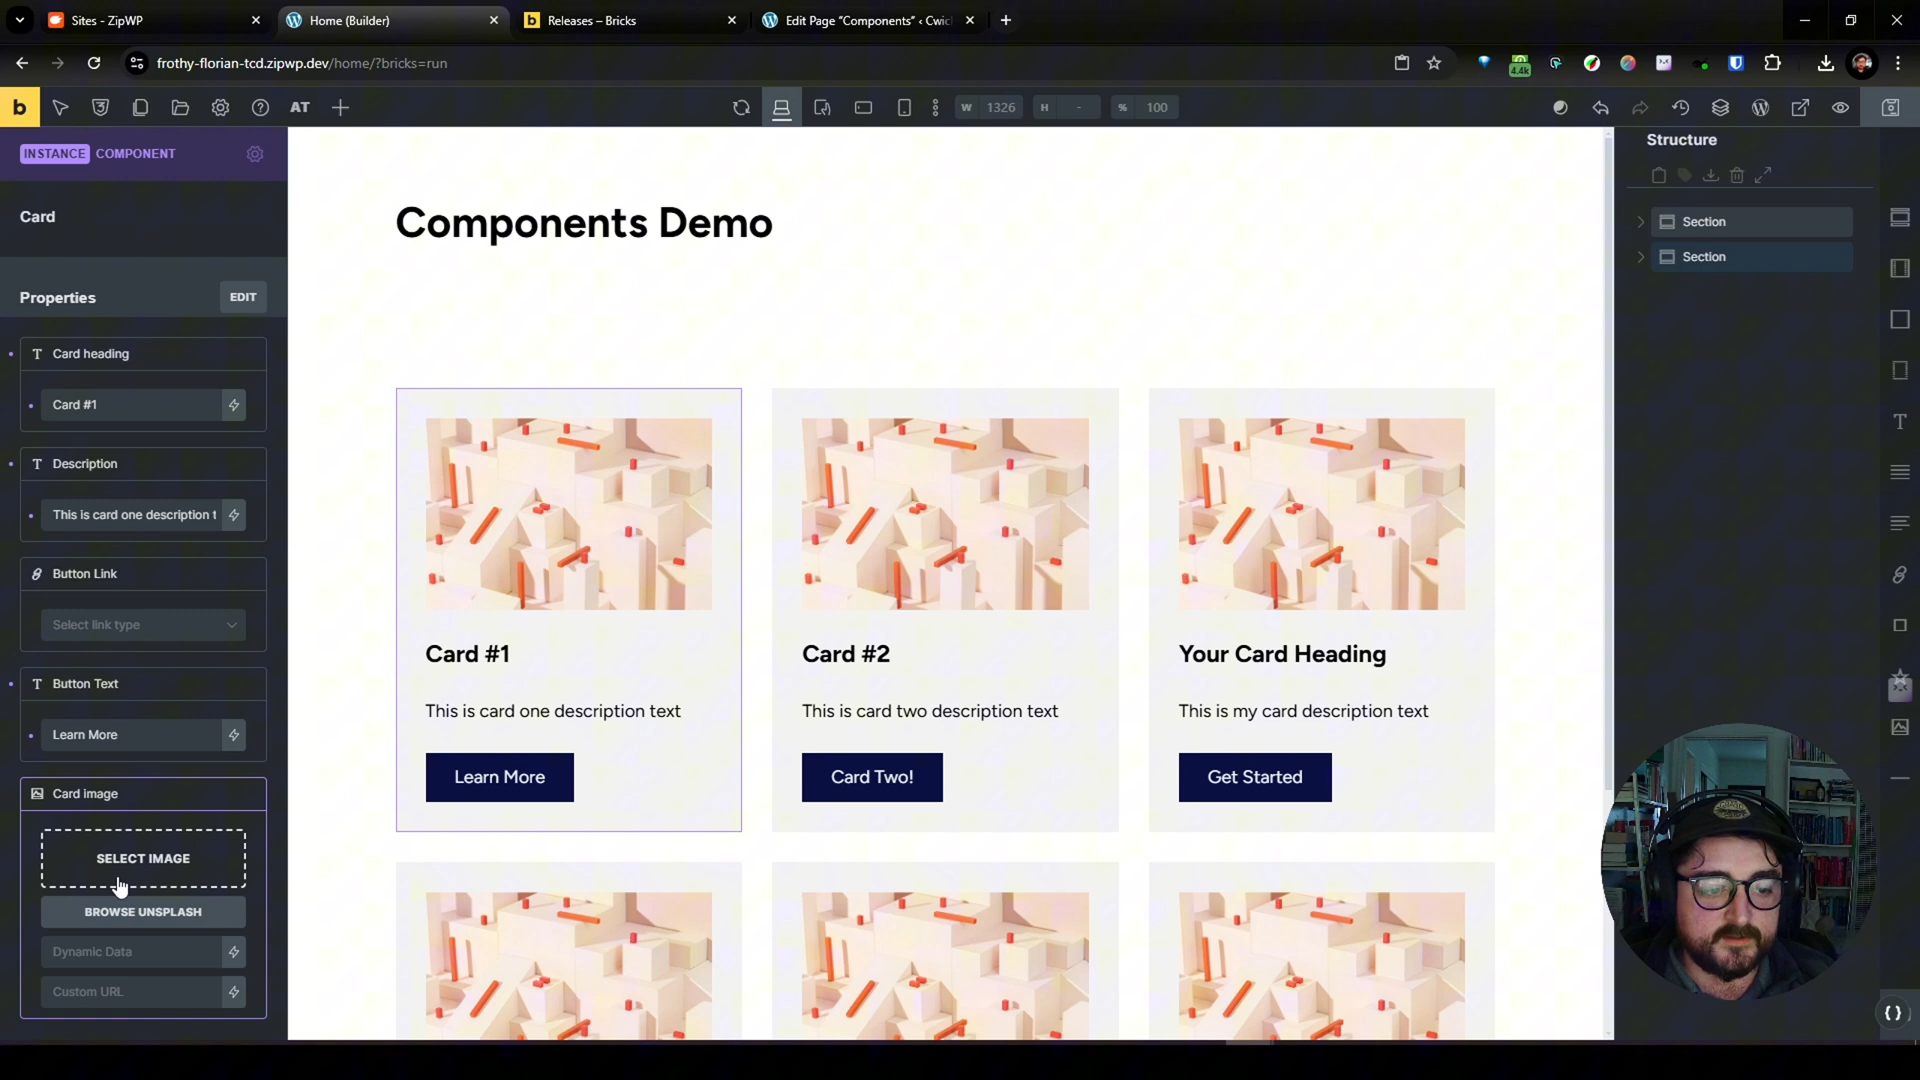 Sites - ZipWP
Home (Builder)
b Releases – Bricks
Edit Page “Components” ‹ Cwic
frothy-florian-tcd.zipwp.dev/home/?bricks=run
4.4k
b
AT
W 1326
H -
% 100
INSTANCE COMPONENT
Card
Properties
EDIT
T Card heading
Card #1
T Description
This is card one description t
Button Link
Select link type
T Button Text
Learn More
Card image
SELECT IMAGE
BROWSE UNSPLASH
Dynamic Data
Custom URL
Components Demo
Card #1
This is card one description text
Learn More
Card #2
This is card two description text
Card Two!
Your Card Heading
This is my card description text
Get Started
Structure
Section
Section
T
{}